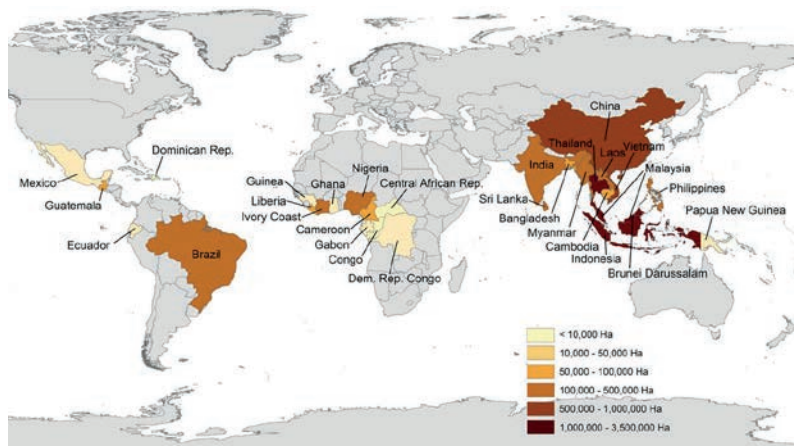 China
Thailand
Laos
Vietnam
Dominican Rep.
India
Malaysia
Mexico
Nigeria
Guinea
Ghana
Central African Rep.
Guatemala
Liberia
Philippines
Ivory Coast
Sri Lanka
Papua New Guinea
Cameroon
Bangladesh
Ecuador
Gabon
Myanmar
Brazil
Congo
Cambodia
Indonesia
Dem. Rep. Congo
Brunei Darussalam
< 10,000 Ha
10,000 - 50,000 Ha
50,000 - 100,000 Ha
100,000 - 500,000 Ha
500,000 - 1,000,000 Ha
1,000,000 - 3,500,000 Ha